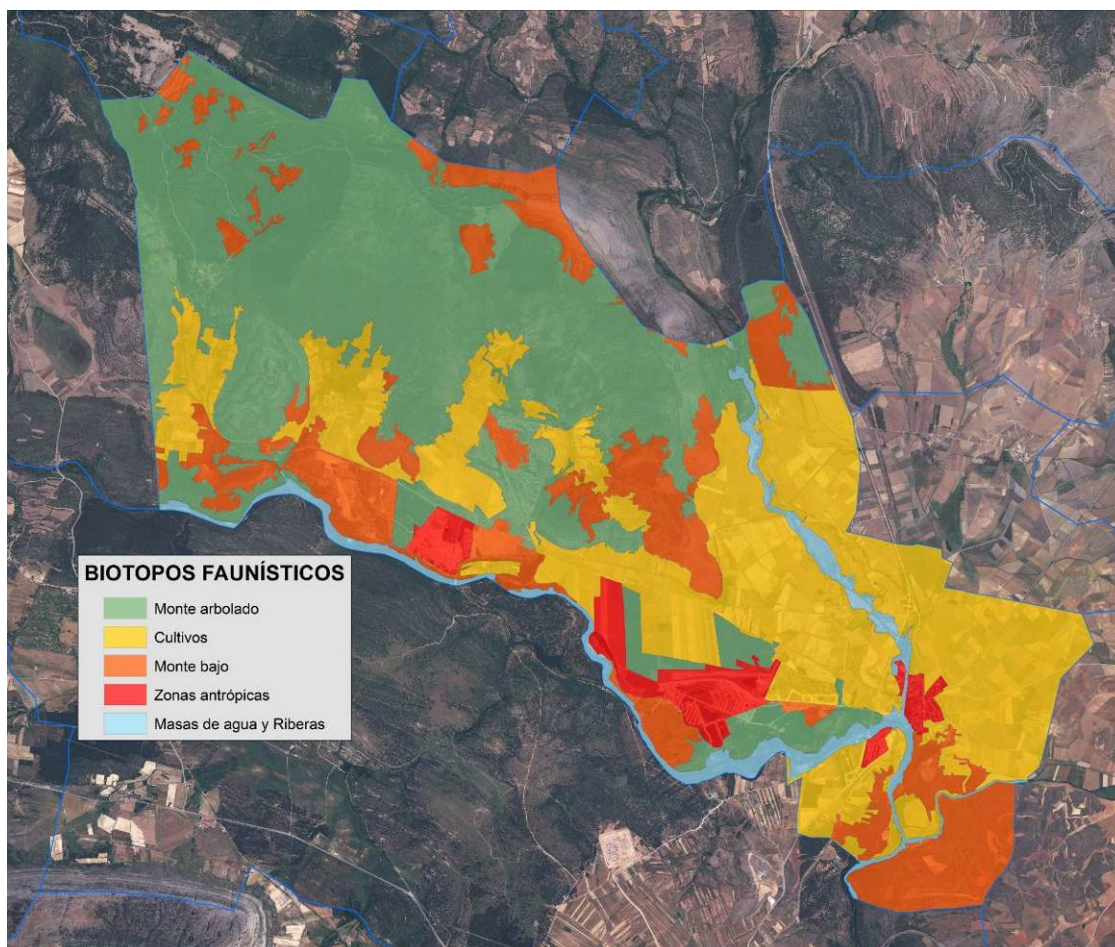 BIOTOPOS FAUNÍSTICOS
Monte arbolado
Cultivos
Monte bajo
Zonas antrópicas
Masas de agua y Riberas